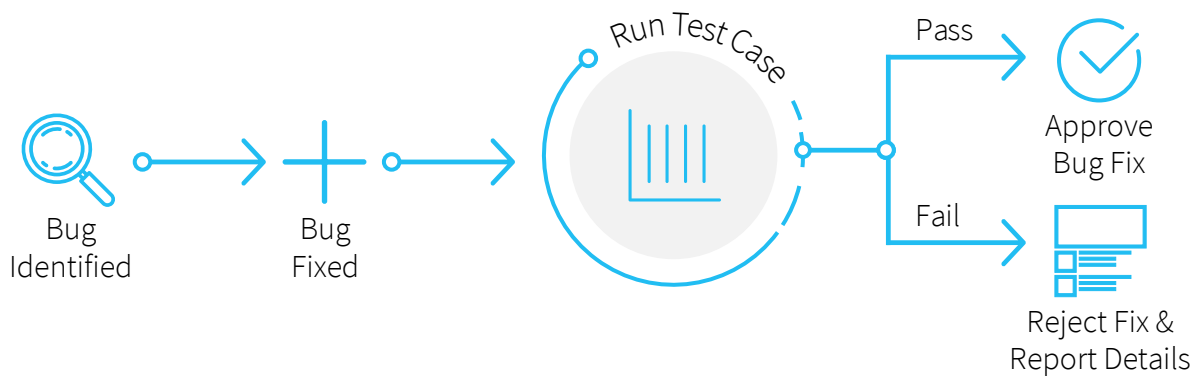 Bug
Identified
Bug
Fixed
Run Test Case
Pass
Approve
Bug Fix
Fail
Reject Fix &
Report Details